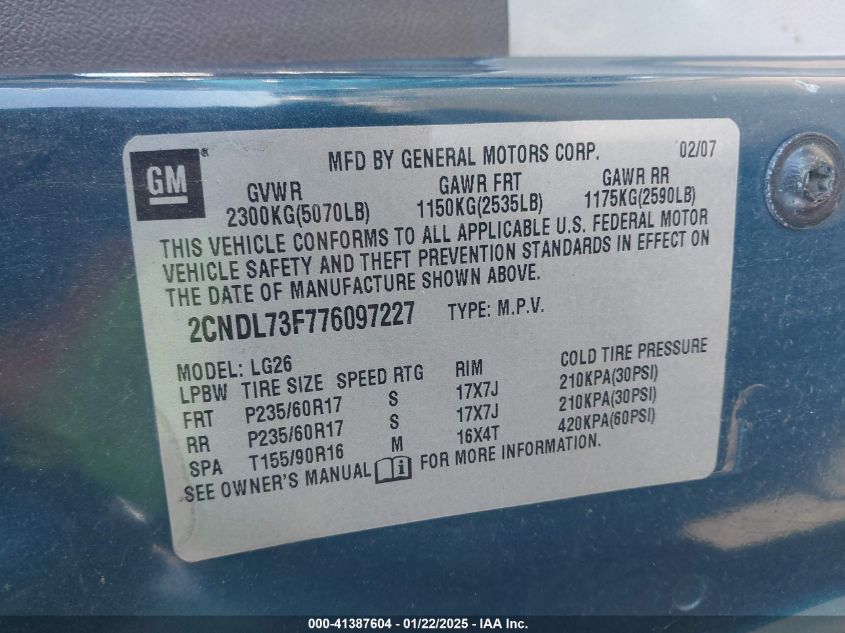 GM
MFD BY GENERAL MOTORS CORP. 02/07
GVWR GAWR FRT GAWR RR
2300KG(5070LB) 1150KG(2535LB) 1175KG(2590LB)
THIS VEHICLE CONFORMS TO ALL APPLICABLE U.S. FEDERAL MOTOR
VEHICLE SAFETY AND THEFT PREVENTION STANDARDS IN EFFECT ON
THE DATE OF MANUFACTURE SHOWN ABOVE.
2CNDL73F776097227 TYPE: M.P.V.
MODEL: LG26
LPBW TIRE SIZE SPEED RTG RIM COLD TIRE PRESSURE
FRT P235/60R17 S 17X7J 210KPA(30PSI)
RR P235/60R17 S 17X7J 210KPA(30PSI)
SPA T155/90R16 M 16X4T 420KPA(60PSI)
SEE OWNER'S MANUAL FOR MORE INFORMATION.
000-41387604 - 01/22/2025 - IAA Inc.